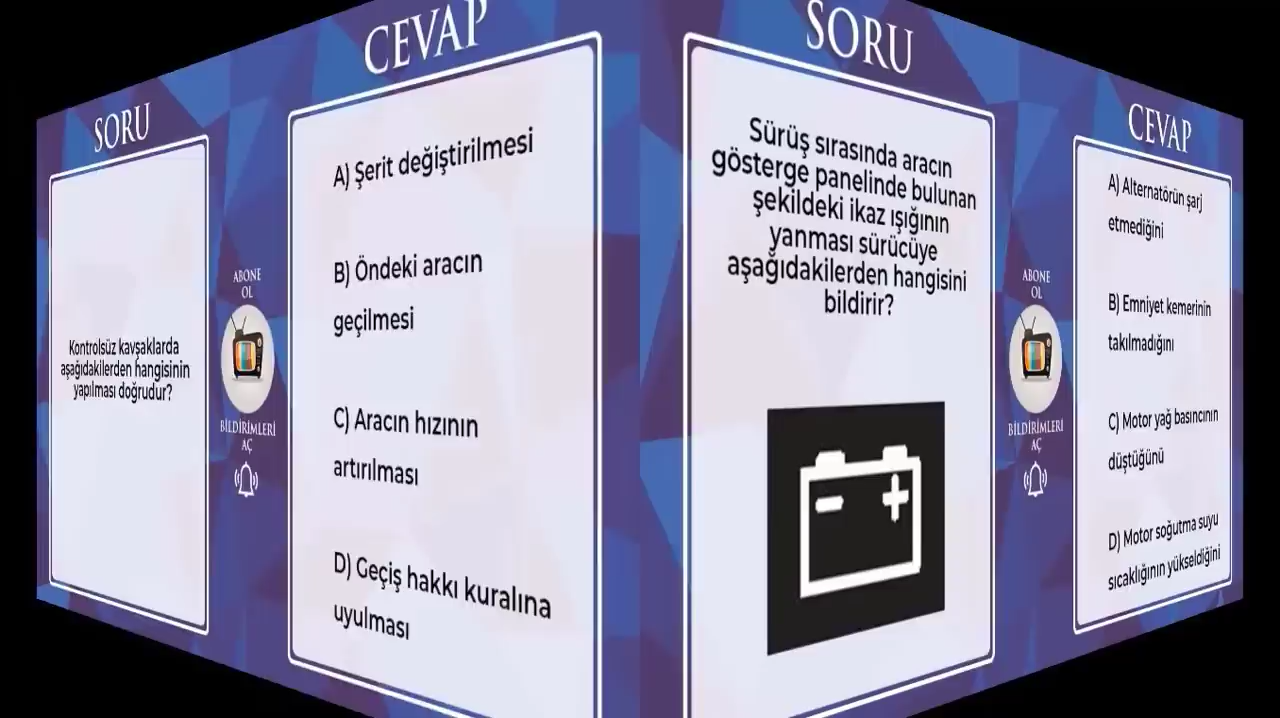 SORU
Kontrolsüz kavşaklarda
aşağıdakilerden hangisinin
yapılması doğrudur?
ABONE
OL
BİLDİRİMLERİ
AÇ
CEVAP
A) Şerit değiştirilmesi
B) Öndeki aracın
geçilmesi
C) Aracın hızının
artırılması
D) Geçiş hakkı kuralına
uyulması
SORU
Sürüş sırasında aracın
gösterge panelinde bulunan
şekildeki ikaz ışığının
yanması sürücüye
aşağıdakilerden hangisini
bildirir?
ABONE
OL
BİLDİRİMLERİ
AÇ
CEVAP
A) Alternatörün şarj
etmediğini
B) Emniyet kemerinin
takılmadığını
C) Motor yağ basıncının
düştüğünü
D) Motor soğutma suyu
sıcaklığının yükseldiğini